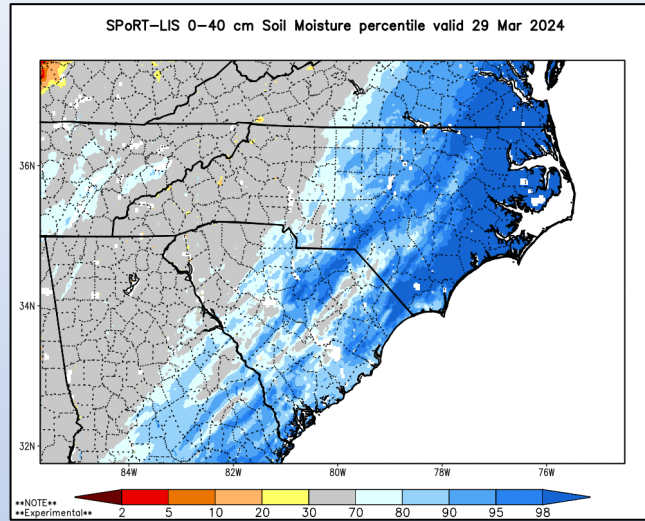 SPoRT-LIS 0-40 cm Soil Moisture percentile valid 29 Mar 2024
36N
34N
32N
84W 82W 80W 78W 76W
**NOTE**
**Experimental**
2 5 10 20 30 70 80 90 95 98